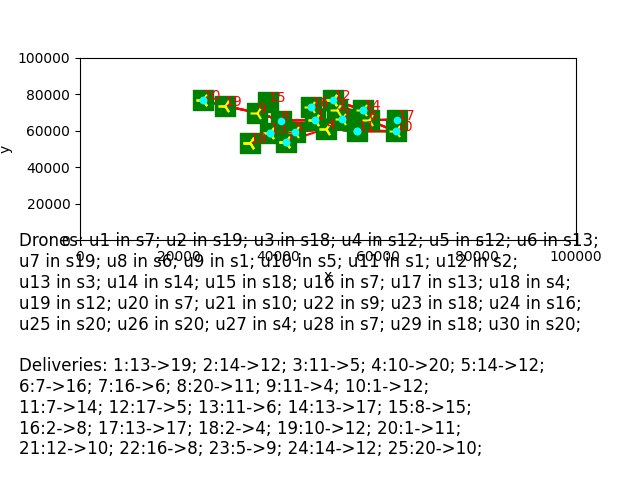 100000
80000
60000
40000
20000
0
0 20000 40000 60000 80000 100000
x
y
Drones: u1 in s7; u2 in s19; u3 in s18; u4 in s12; u5 in s12; u6 in s13;
u7 in s19; u8 in s6; u9 in s1; u10 in s5; u11 in s1; u12 in s2;
u13 in s3; u14 in s14; u15 in s18; u16 in s7; u17 in s13; u18 in s4;
u19 in s12; u20 in s7; u21 in s10; u22 in s9; u23 in s18; u24 in s16;
u25 in s20; u26 in s20; u27 in s4; u28 in s7; u29 in s18; u30 in s20;
Deliveries: 1:13->19; 2:14->12; 3:11->5; 4:10->20; 5:14->12;
6:7->16; 7:16->6; 8:20->11; 9:11->4; 10:1->12;
11:7->14; 12:17->5; 13:11->6; 14:13->17; 15:8->15;
16:2->8; 17:13->17; 18:2->4; 19:10->12; 20:1->11;
21:12->10; 22:16->8; 23:5->9; 24:14->12; 25:20->10;